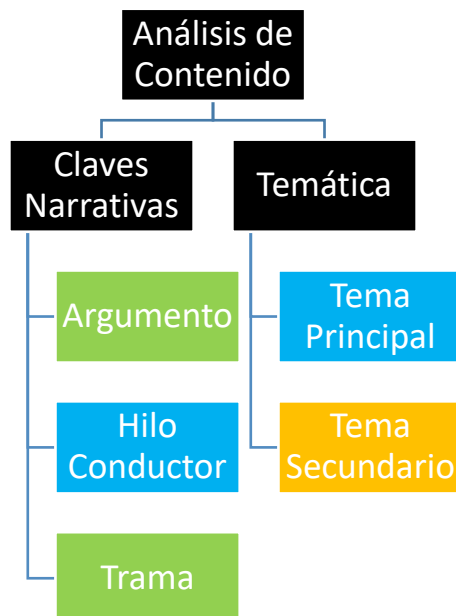 Análisis de
Contenido
Claves
Narrativas
Temática
Argumento
Tema
Principal
Hilo
Conductor
Tema
Secundario
Trama